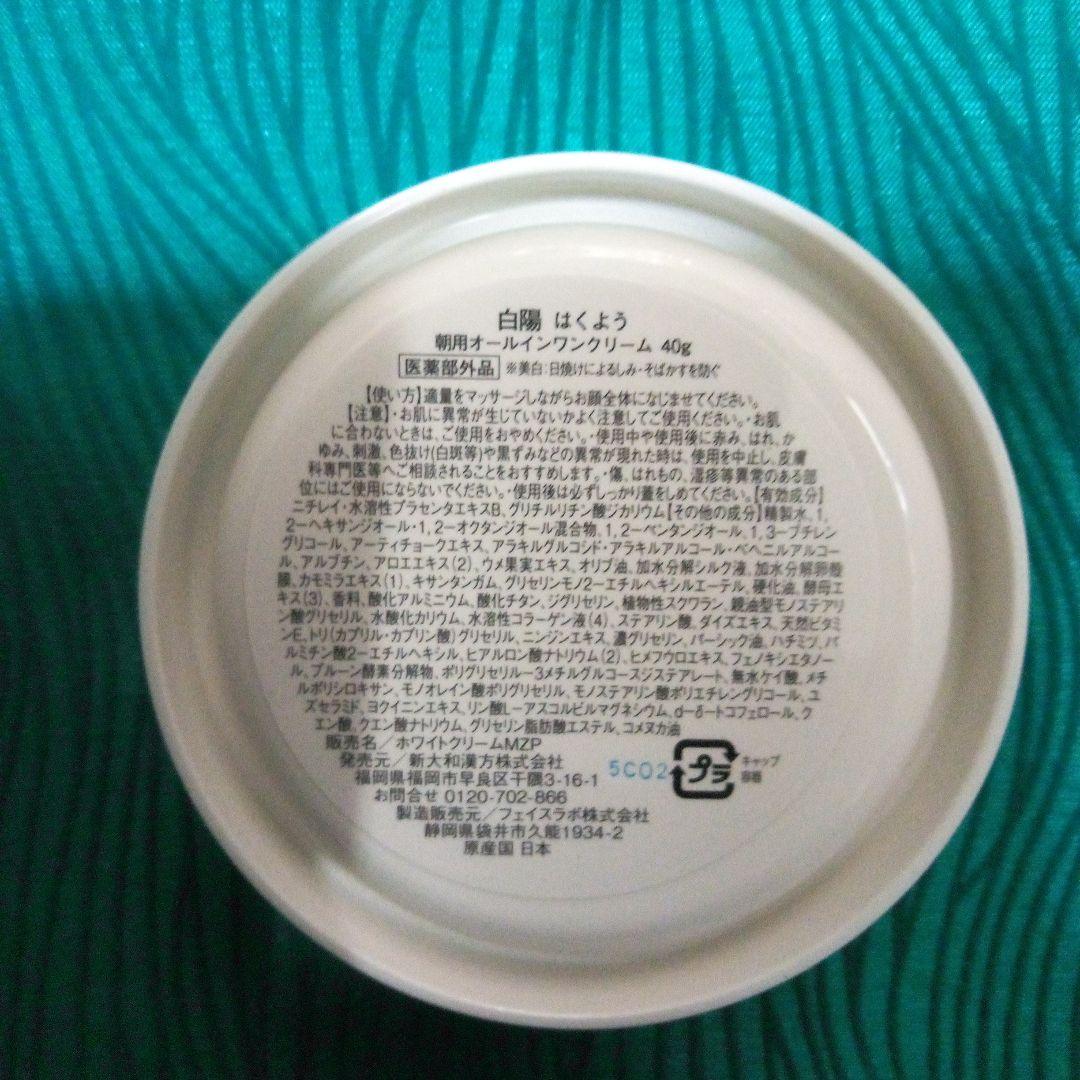 白陽 はくよう
朝用オールインワンクリーム 40g
医薬部外品 ※美白:日焼けによるしみ・そばかすを防ぐ
【使い方】適量をマッサージしながらお顔全体になじませてください。
【注意】・お肌に異常が生じていないかよく注意してご使用ください。・お肌
に合わないときは、ご使用をおやめください。・使用中や使用後に赤み、はれ、か
ゆみ、刺激、色抜け(白斑等)や黒ずみなどの異常が現れた時は、使用を中止し、皮膚
科専門医等へご相談されることをおすすめします。・傷、はれもの、湿疹等異常のある部
位にはご使用にならないでください。・使用後は必ずしっかり蓋をしめてください。【有効成分】
ニチレイ・水溶性プラセンタエキスB、グリチルリチン酸ジカリウム【その他の成分】精製水、1,
2ーヘキサンジオール・1,2ーオクタンジオール混合物、1,2ーペンタンジオール、1,3ーブチレン
グリコール、アーティチョークエキス、アラキルグルコシド・アラキルアルコール・ベヘニルアルコー
ル、アルブチン、アロエエキス(2)、ウメ果実エキス、オリブ油、加水分解シルク液、加水分解卵殻
膜、カモミラエキス(1)、キサンタンガム、グリセリンモノ2ーエチルヘキシルエーテル、硬化油、酵母エ
キス(3)、香料、酸化アルミニウム、酸化チタン、ジグリセリン、植物性スクワラン、親油型モノステアリ
ン酸グリセリル、水酸化カリウム、水溶性コラーゲン液(4)、ステアリン酸、ダイズエキス、天然ビタミ
ンE、トリ(カプリル・カプリン酸)グリセリル、ニンジンエキス、濃グリセリン、パーシック油、ハチミツ、パ
ルミチン酸2ーエチルヘキシル、ヒアルロン酸ナトリウム(2)、ヒメフウロエキス、フェノキシエタノー
ル、プルーン酵素分解物、ポリグリセリルー3メチルグルコースジステアレート、無水ケイ酸、メチ
ルポリシロキサン、モノオレイン酸ポリグリセリル、モノステアリン酸ポリエチレングリコール、ユ
ズセラミド、ヨクイニンエキス、リン酸Lーアスコルビルマグネシウム、dーδートコフェロール、ク
エン酸、クエン酸ナトリウム、グリセリン脂肪酸エステル、コメヌカ油
販売名/ホワイトクリームMZP
発売元/新大和漢方株式会社
福岡県福岡市早良区干隈3-16-1
お問合せ 0120-702-866
製造販売元/フェイスラボ株式会社
静岡県袋井市久能1934-2
原産国 日本
5C02
プラ
キャップ
容器